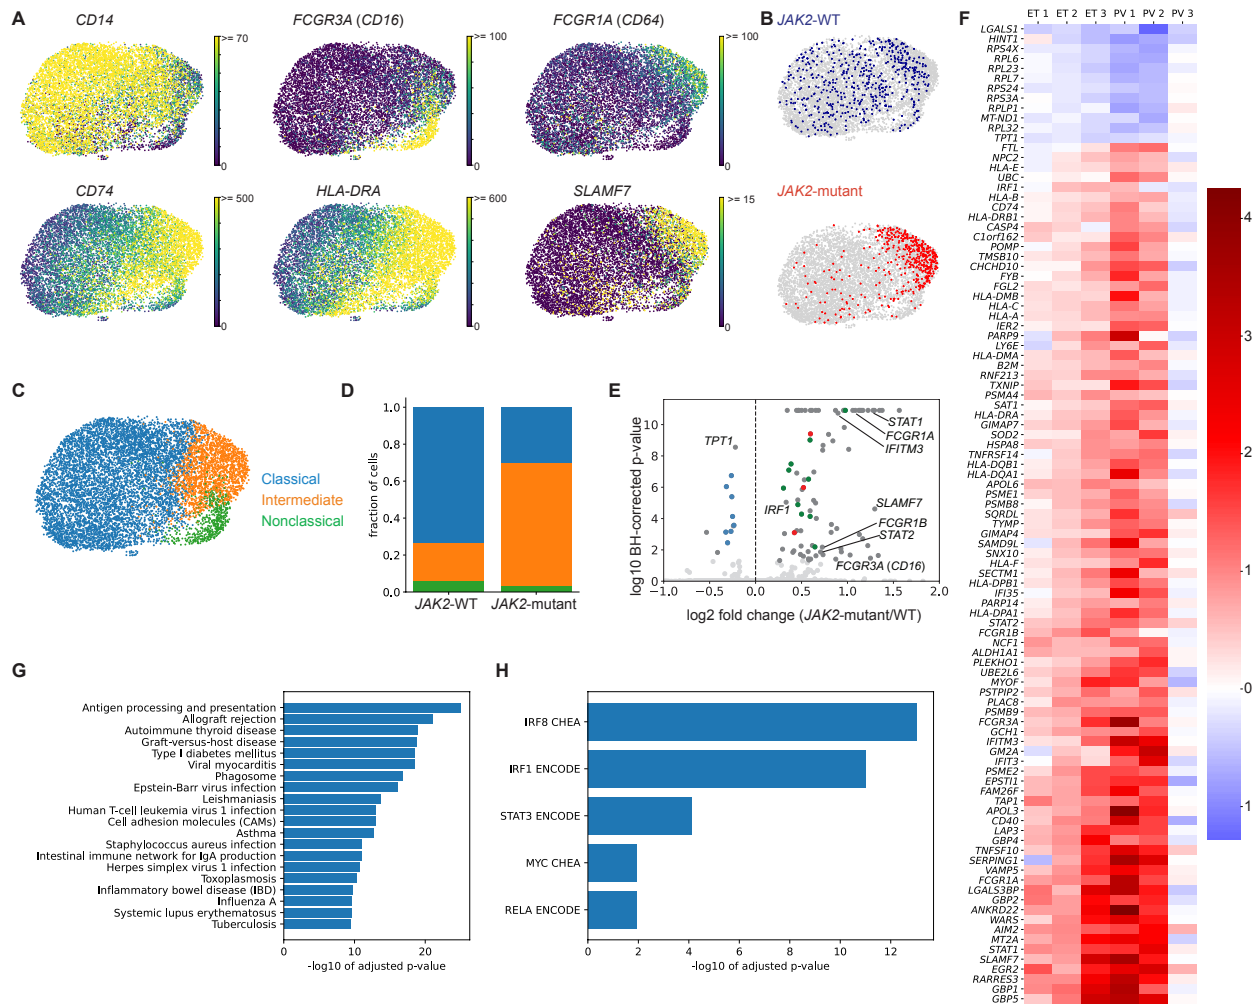 A
CD14
FCGR3A (CD16)
FCGR1A (CD64)
>= 70
0
>= 100
0
>= 100
0
CD74
HLA-DRA
SLAMF7
>= 500
0
>= 600
0
>= 15
0
B
JAK2-WT
JAK2-mutant
C
Classical
Intermediate
Nonclassical
D
fraction of cells
1.0
0.8
0.6
0.4
0.2
0.0
JAK2-WT
JAK2-mutant
E
log10 BH-corrected p-value
10
8
6
4
2
0
TPT1
STAT1
FCGR1A
IFITM3
IRF1
SLAMF7
FCGR1B
STAT2
FCGR3A (CD16)
−1.0
−0.5
0.0
0.5
1.0
1.5
2.0
log2 fold change (JAK2-mutant/WT)
F
ET 1 ET 2 ET 3 PV 1 PV 2 PV 3
LGALS1
HINT1
RPS4X
RPL6
RPL23
RPL7
RPS24
RPS3A
RPLP1
MT-ND1
RPL32
TPT1
FTL
NPC2
HLA-E
UBC
IRF1
HLA-B
CD74
HLA-DRB1
CASP4
C1orf162
POMP
TMSB10
CHCHD10
FYB
FGL2
HLA-DMB
HLA-C
HLA-A
IER2
PARP9
LY6E
HLA-DMA
B2M
RNF213
TXNIP
PSMA4
SAT1
HLA-DRA
GIMAP7
SOD2
HSPA8
TNFRSF14
HLA-DQB1
HLA-DQA1
APOL6
PSME1
PSMB8
SQRDL
TYMP
GIMAP4
SAMD9L
SNX10
HLA-F
SECTM1
HLA-DPB1
IFI35
PARP14
HLA-DPA1
STAT2
FCGR1B
NCF1
ALDH1A1
PLEKHO1
UBE2L6
MYOF
PSTPIP2
PLAC8
PSMB9
FCGR3A
GCH1
IFITM3
GM2A
IFIT3
PSME2
EPSTI1
FAM26F
TAP1
APOL3
CD40
LAP3
GBP4
TNFSF10
SERPING1
VAMP5
FCGR1A
LGALS3BP
GBP2
ANKRD22
WARS
AIM2
MT2A
STAT1
SLAMF7
EGR2
RARRES3
GBP1
GBP5
4
3
2
1
0
1
G
Antigen processing and presentation
Allograft rejection
Autoimmune thyroid disease
Graft-versus-host disease
Type I diabetes mellitus
Viral myocarditis
Phagosome
Epstein-Barr virus infection
Leishmaniasis
Human T-cell leukemia virus 1 infection
Cell adhesion molecules (CAMs)
Asthma
Staphylococcus aureus infection
Intestinal immune network for IgA production
Herpes simplex virus 1 infection
Toxoplasmosis
Inflammatory bowel disease (IBD)
Influenza A
Systemic lupus erythematosus
Tuberculosis
0
10
20
-log10 of adjusted p-value
H
IRF8 CHEA
IRF1 ENCODE
STAT3 ENCODE
MYC CHEA
RELA ENCODE
0
2
4
6
8
10
12
-log10 of adjusted p-value